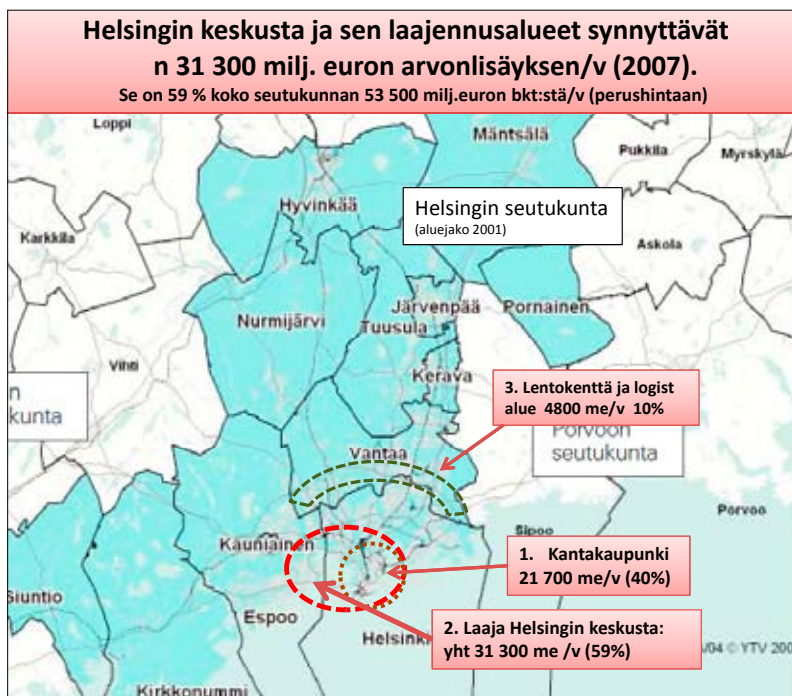 Helsingin keskusta ja sen laajennusalueet synnyttävät
n 31 300 milj. euron arvonlisäyksen/v (2007).
Se on 59 % koko seutukunnan 53 500 milj.euron bkt:stä/v (perushintaan)
Loppi
Mäntsälä
Pukkila
Myrskylä
Hyvinkää
Helsingin seutukunta
(aluejako 2001)
Karkkila
Askola
Järvenpää
Pornainen
Nurmijärvi
Tuusula
Vihti
Kerava
3. Lentokenttä ja logist
alue 4800 me/v 10%
n
ukunta
Vantaa
Porvoon
seutukunta
Porvoo
Sipoo
Kauniainen
1. Kantakaupunki
21 700 me/v (40%)
Siuntio
Espoo
Helsinki
2. Laaja Helsingin keskusta:
yht 31 300 me /v (59%)
/04 © YTV 200
Kirkkonummi